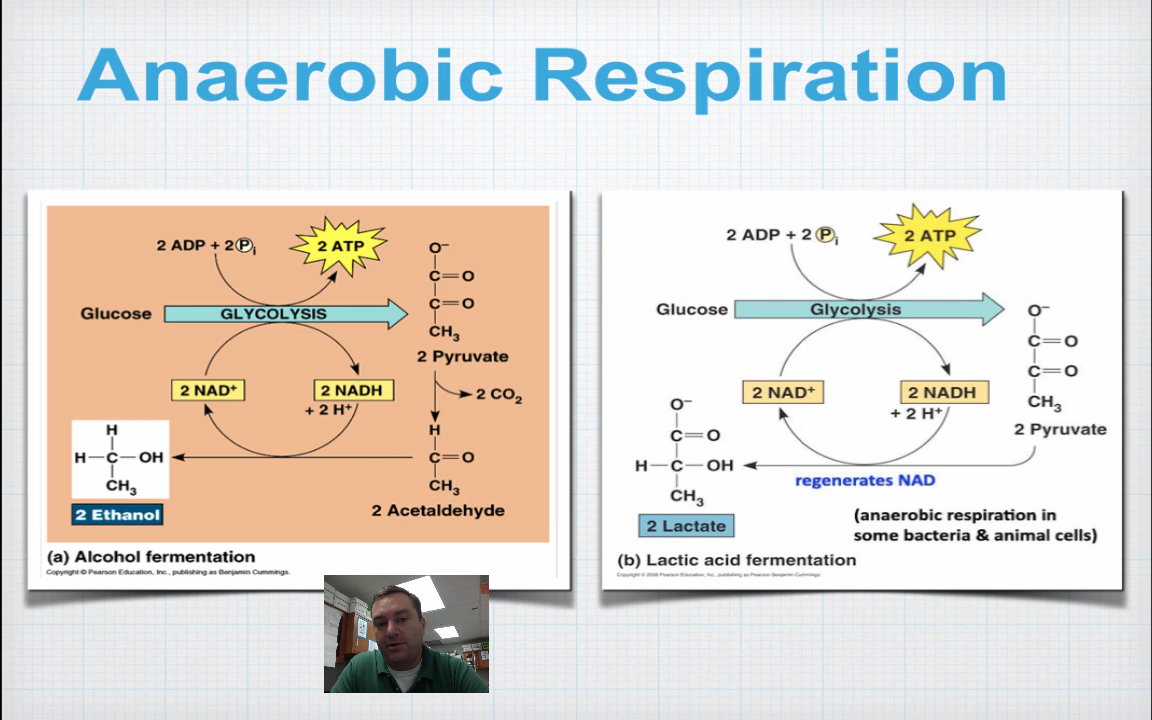 Anaerobic Respiration
2 ADP + 2 Pi
2 ATP
Glucose
GLYCOLYSIS
O⁻
C=O
C=O
CH₃
2 Pyruvate
2 NAD⁺
2 NADH
+ 2 H⁺
2 CO₂
H
H—C—OH
CH₃
2 Ethanol
H
C=O
CH₃
2 Acetaldehyde
(a) Alcohol fermentation
Copyright © Pearson Education, Inc., publishing as Benjamin Cummings.
2 ADP + 2 Pi
2 ATP
Glucose
Glycolysis
O⁻
C=O
C=O
CH₃
2 Pyruvate
2 NAD⁺
2 NADH
+ 2 H⁺
O⁻
C=O
H—C—OH
CH₃
2 Lactate
regenerates NAD
(anaerobic respiration in
some bacteria & animal cells)
(b) Lactic acid fermentation
Copyright © 2008 Pearson Education, Inc., publishing as Pearson Benjamin Cummings.